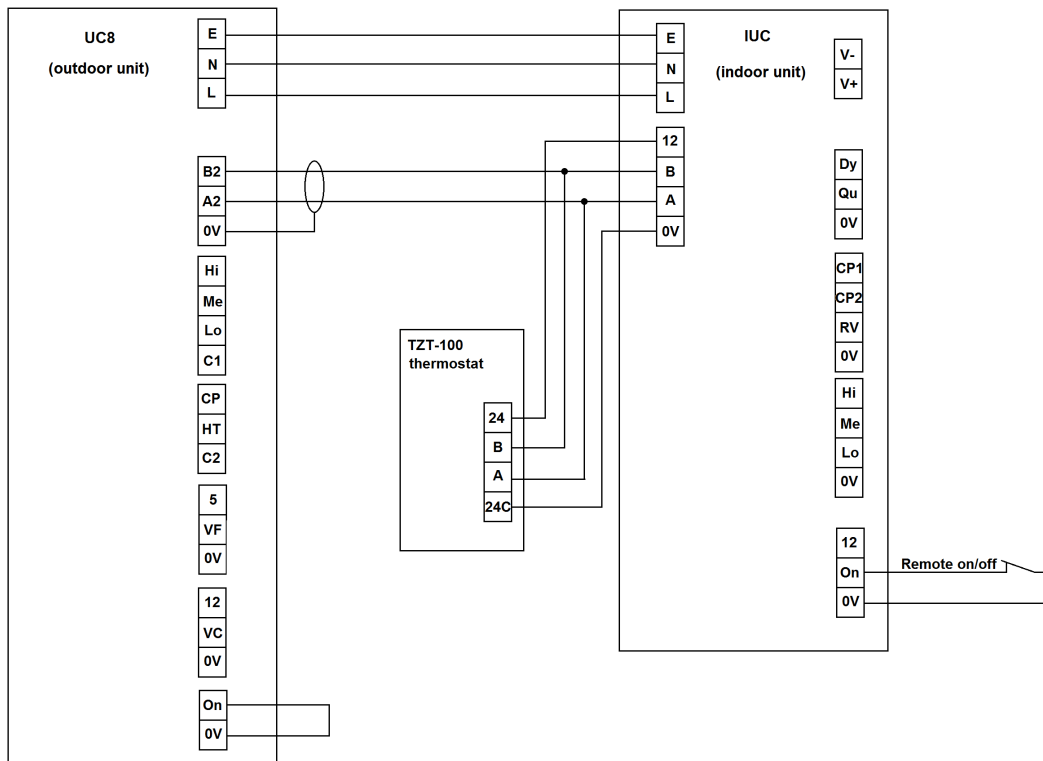 UC8
(outdoor unit)
E
N
L
B2
A2
0V
Hi
Me
Lo
C1
CP
HT
C2
5
VF
0V
12
VC
0V
On
0V
TZT-100
thermostat
24
B
A
24C
IUC
(indoor unit)
E
N
L
12
B
A
0V
V-
V+
Dy
Qu
0V
CP1
CP2
RV
0V
Hi
Me
Lo
0V
12
On
0V
Remote on/off